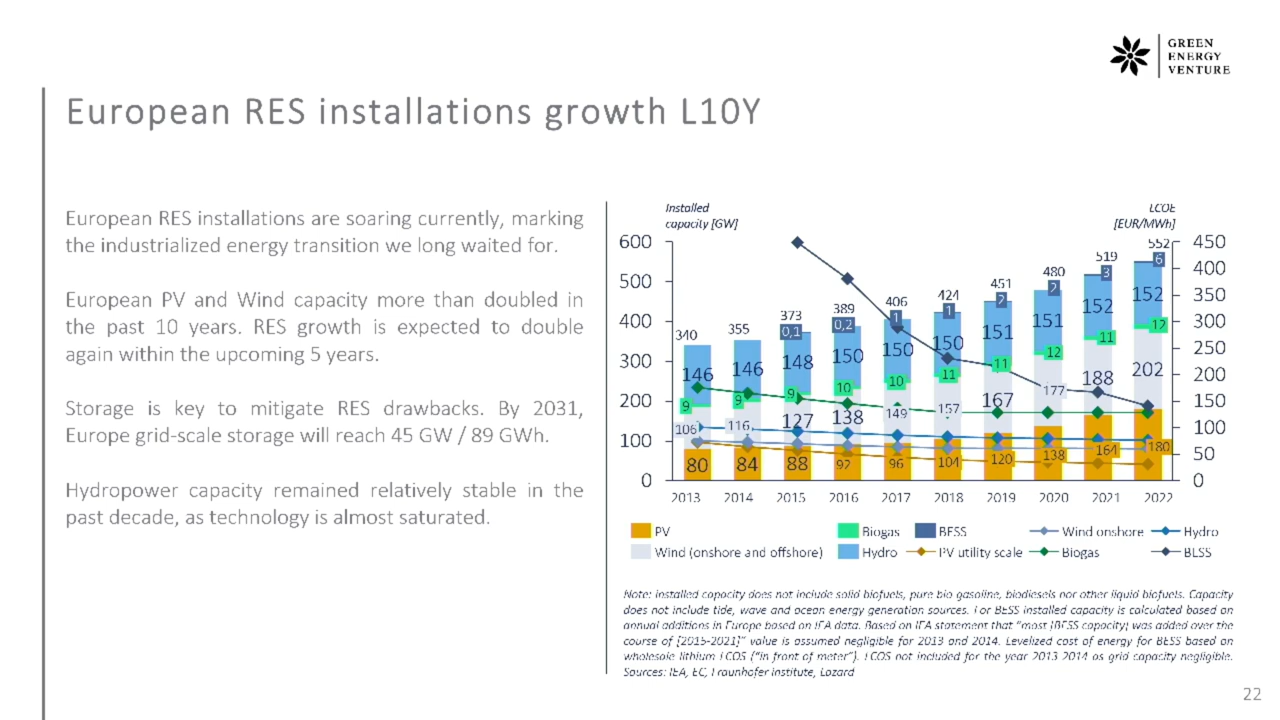 GREEN
ENERGY
VENTURE
European RES installations growth L10Y
European RES installations are soaring currently, marking
the industrialized energy transition we long waited for.
European PV and Wind capacity more than doubled in
the past 10 years. RES growth is expected to double
again within the upcoming 5 years.
Storage is key to mitigate RES drawbacks. By 2031,
Europe grid-scale storage will reach 45 GW / 89 GWh.
Hydropower capacity remained relatively stable in the
past decade, as technology is almost saturated.
Installed
capacity [GW]
LCOE
[EUR/MWh]
600
500
400
300
200
100
0
450
400
350
300
250
200
150
100
50
0
340 355 373 389 406 424 451 480 519 552
0,1 0,2 1 1 2 2 3 6
146 146 148 150 150 150 151 151 152 152
9 9 9 10 10 11 11 12 11 12
106 116 127 138 149 157 167 177 188 202
80 84 88 92 96 104 120 138 164 180
2013 2014 2015 2016 2017 2018 2019 2020 2021 2022
PV Biogas BESS Wind onshore Hydro
Wind (onshore and offshore) Hydro PV utility scale Biogas BESS
Note: installed capacity does not include solid biofuels, pure bio gasoline, biodiesels nor other liquid biofuels. Capacity
does not include tide, wave and ocean energy generation sources. For BESS installed capacity is calculated based on
annual additions in Europe based on IEA data. Based on IEA statement that "most [BESS capacity] was added over the
course of [2015-2021]" value is assumed negligible for 2013 and 2014. Levelized cost of energy for BESS based on
wholesale lithium LCOS ("in front of meter"). LCOS not included for the year 2013 2014 as grid capacity negligible.
Sources: IEA, EC, Fraunhofer Institute, Lazard
22